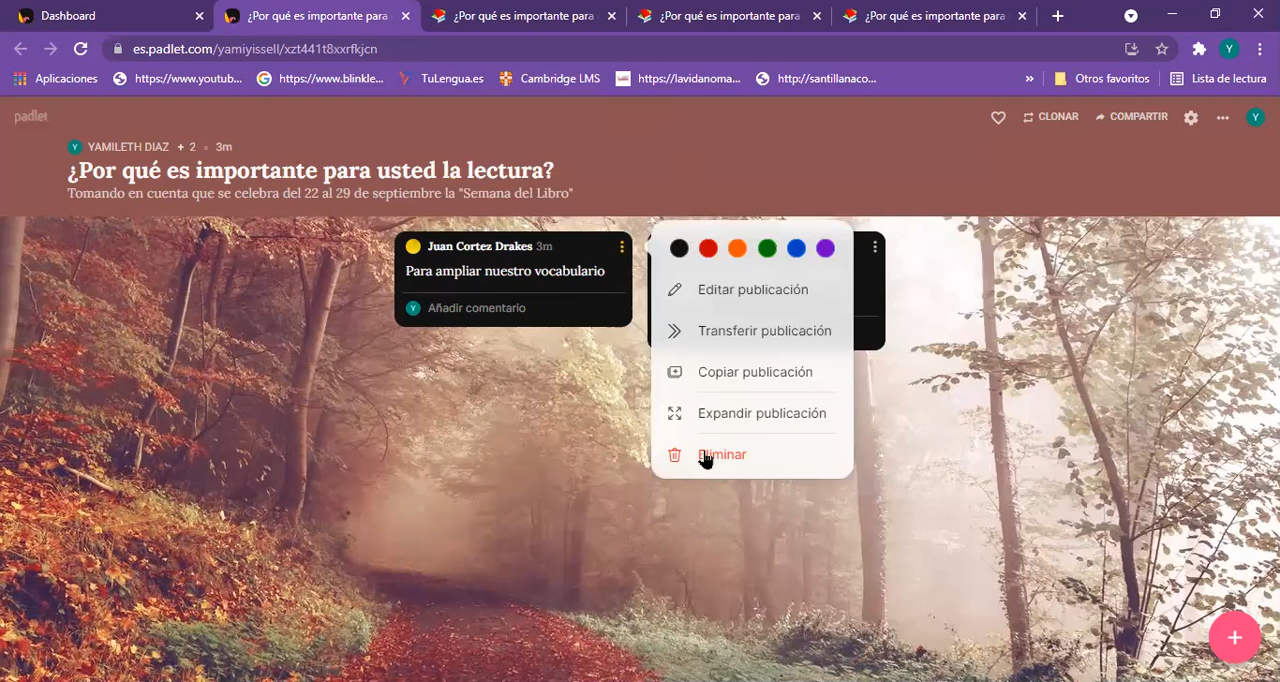 Dashboard
¿Por qué es importante para
¿Por qué es importante para
¿Por qué es importante para
¿Por qué es importante para
es.padlet.com/yamiyissell/xzt441t8xxrfkjcn
Y
Aplicaciones
https://www.youtub...
https://www.blinkle...
TuLengua.es
Cambridge LMS
https://lavidanoma...
http://santillanaco...
»
Otros favoritos
Lista de lectura
padlet
CLONAR
COMPARTIR
Y
Y YAMILETH DIAZ + 2 3m
¿Por qué es importante para usted la lectura?
Tomando en cuenta que se celebra del 22 al 29 de septiembre la "Semana del Libro"
Juan Cortez Drakes 3m
Para ampliar nuestro vocabulario
Y Añadir comentario
Editar publicación
Transferir publicación
Copiar publicación
Expandir publicación
Eliminar